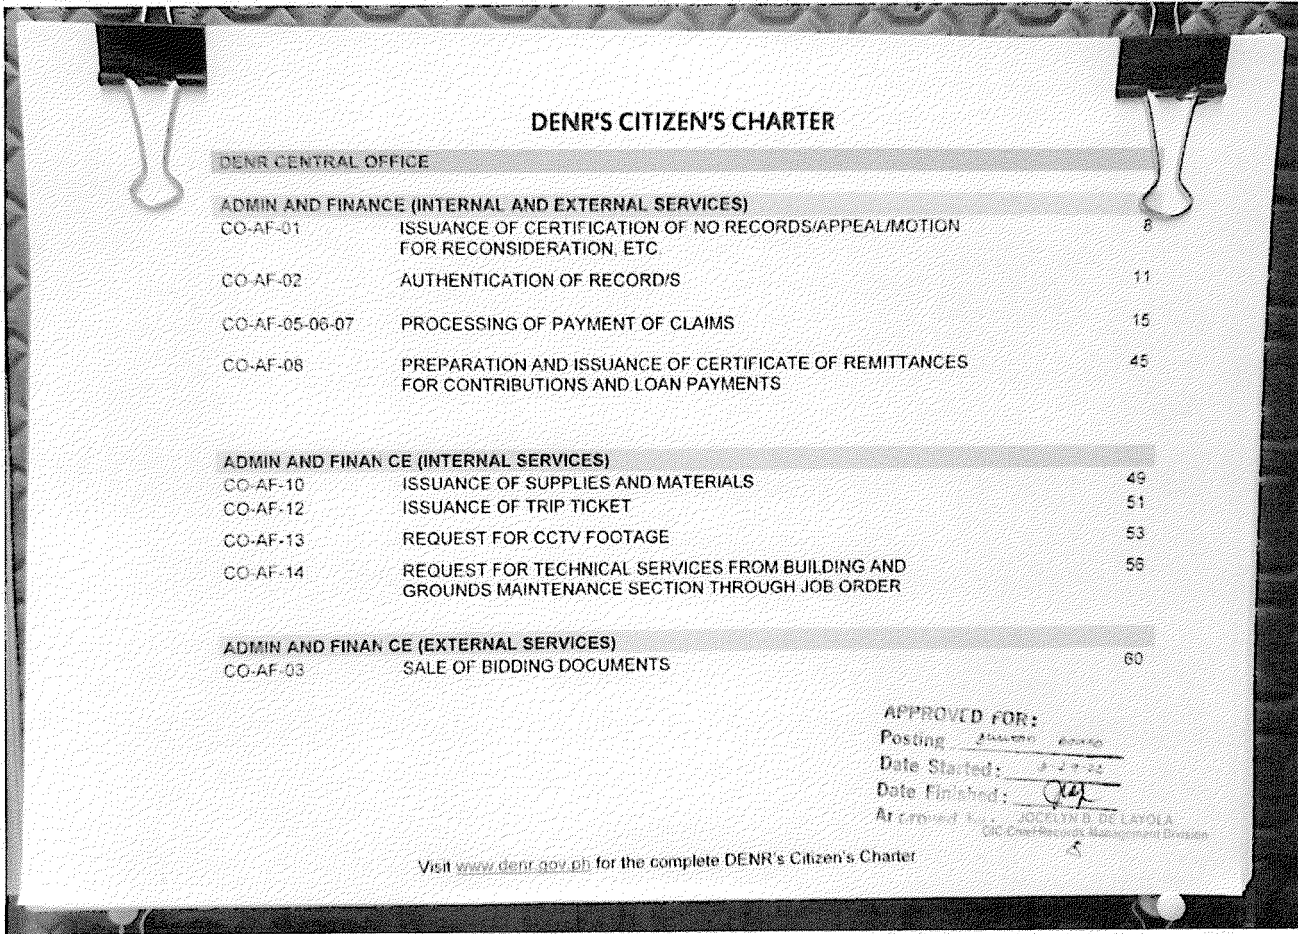 DENR'S CITIZEN'S CHARTER
DENR CENTRAL OFFICE
ADMIN AND FINANCE (INTERNAL AND EXTERNAL SERVICES)
CO-AF-01 ISSUANCE OF CERTIFICATION OF NO RECORDS/APPEAL/MOTION 8
FOR RECONSIDERATION, ETC.
CO-AF-02 AUTHENTICATION OF RECORD/S 11
CO-AF-05-06-07 PROCESSING OF PAYMENT OF CLAIMS 15
CO-AF-08 PREPARATION AND ISSUANCE OF CERTIFICATE OF REMITTANCES 45
FOR CONTRIBUTIONS AND LOAN PAYMENTS
ADMIN AND FINAN CE (INTERNAL SERVICES)
CO-AF-10 ISSUANCE OF SUPPLIES AND MATERIALS 49
CO-AF-12 ISSUANCE OF TRIP TICKET 51
CO-AF-13 REQUEST FOR CCTV FOOTAGE 53
CO-AF-14 REQUEST FOR TECHNICAL SERVICES FROM BUILDING AND 56
GROUNDS MAINTENANCE SECTION THROUGH JOB ORDER
ADMIN AND FINAN CE (EXTERNAL SERVICES)
CO-AF-03 SALE OF BIDDING DOCUMENTS 60
APPROVED FOR:
Posting
Date Started:
Date Finished:
JOCELYN B. DE LAYOLA
OIC Chief Records Management Division
Visit www.denr.gov.ph for the complete DENR's Citizen's Charter